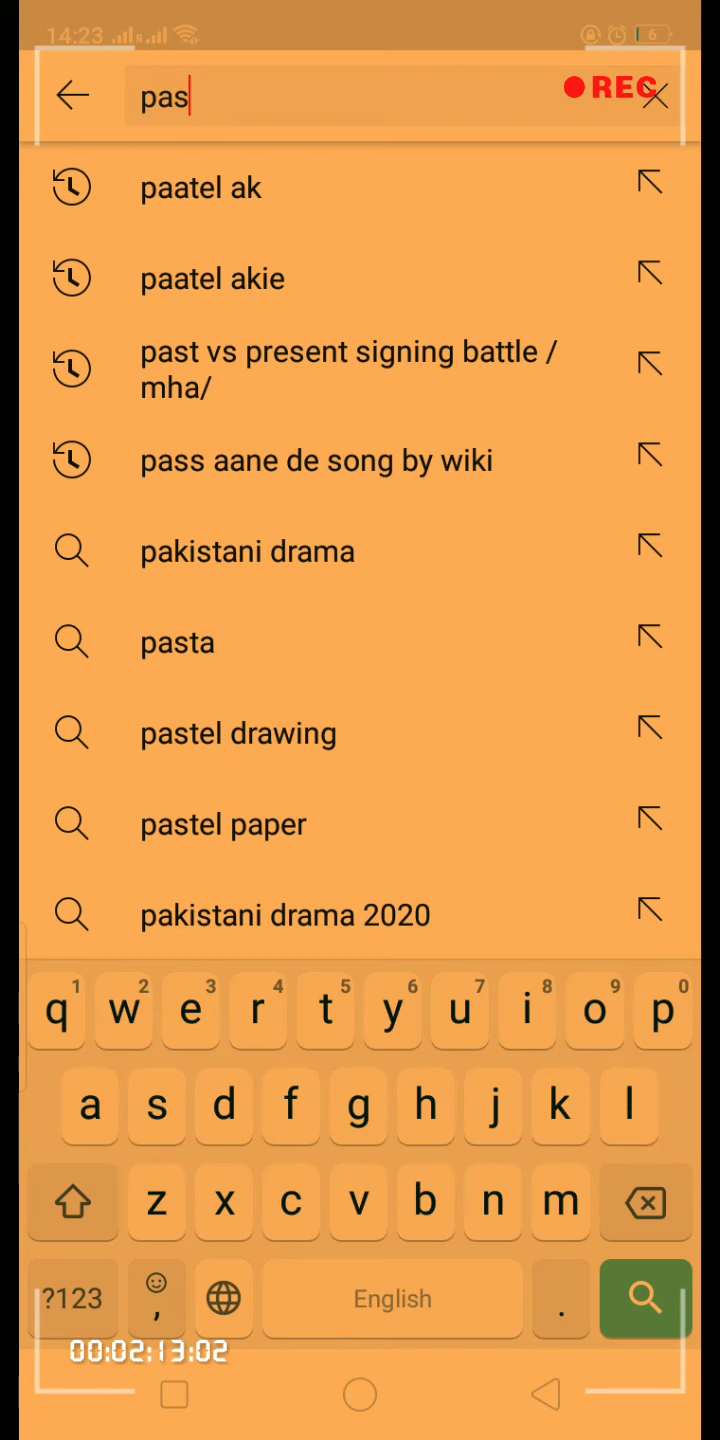 14:23
6
pas
REC
paatel ak
paatel akie
past vs present signing battle /
mha/
pass aane de song by wiki
pakistani drama
pasta
pastel drawing
pastel paper
pakistani drama 2020
1 2 3 4 5 6 7 8 9 0
q w e r t y u i o p
a s d f g h j k l
z x c v b n m
?123 , English .
00:02:13:02